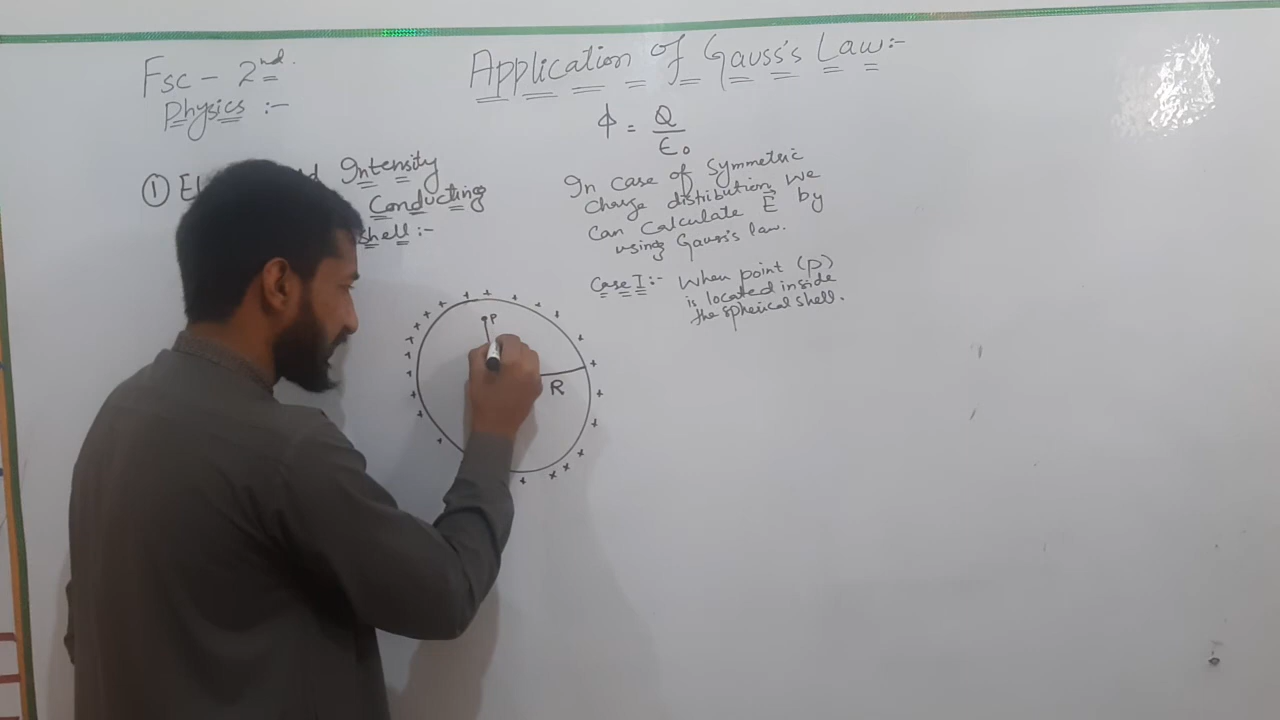 Fsc - 2nd.
Physics :-
Application of Gauss's Law:-
ϕ = Q / ε₀
① El Intensity
Conducting
shell :-
In case of Symmetric
charge distribution, we
can calculate E⃗ by
using Gauss's law.
Case I :- When point (P)
is located inside
the spherical shell.
P
R